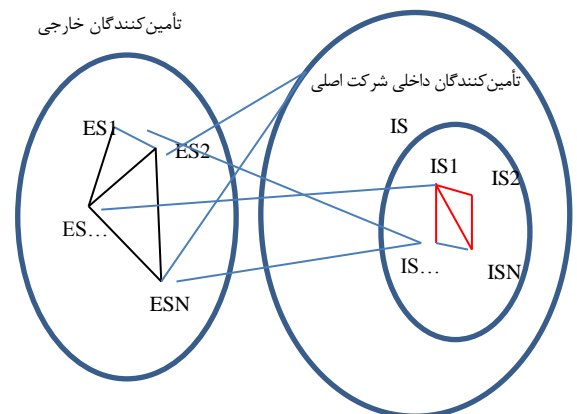 تأمین‌کنندگان خارجی
تأمین‌کنندگان داخلی شرکت اصلی
ES1
ES2
ES…
ESN
IS
IS1
IS2
IS…
ISN